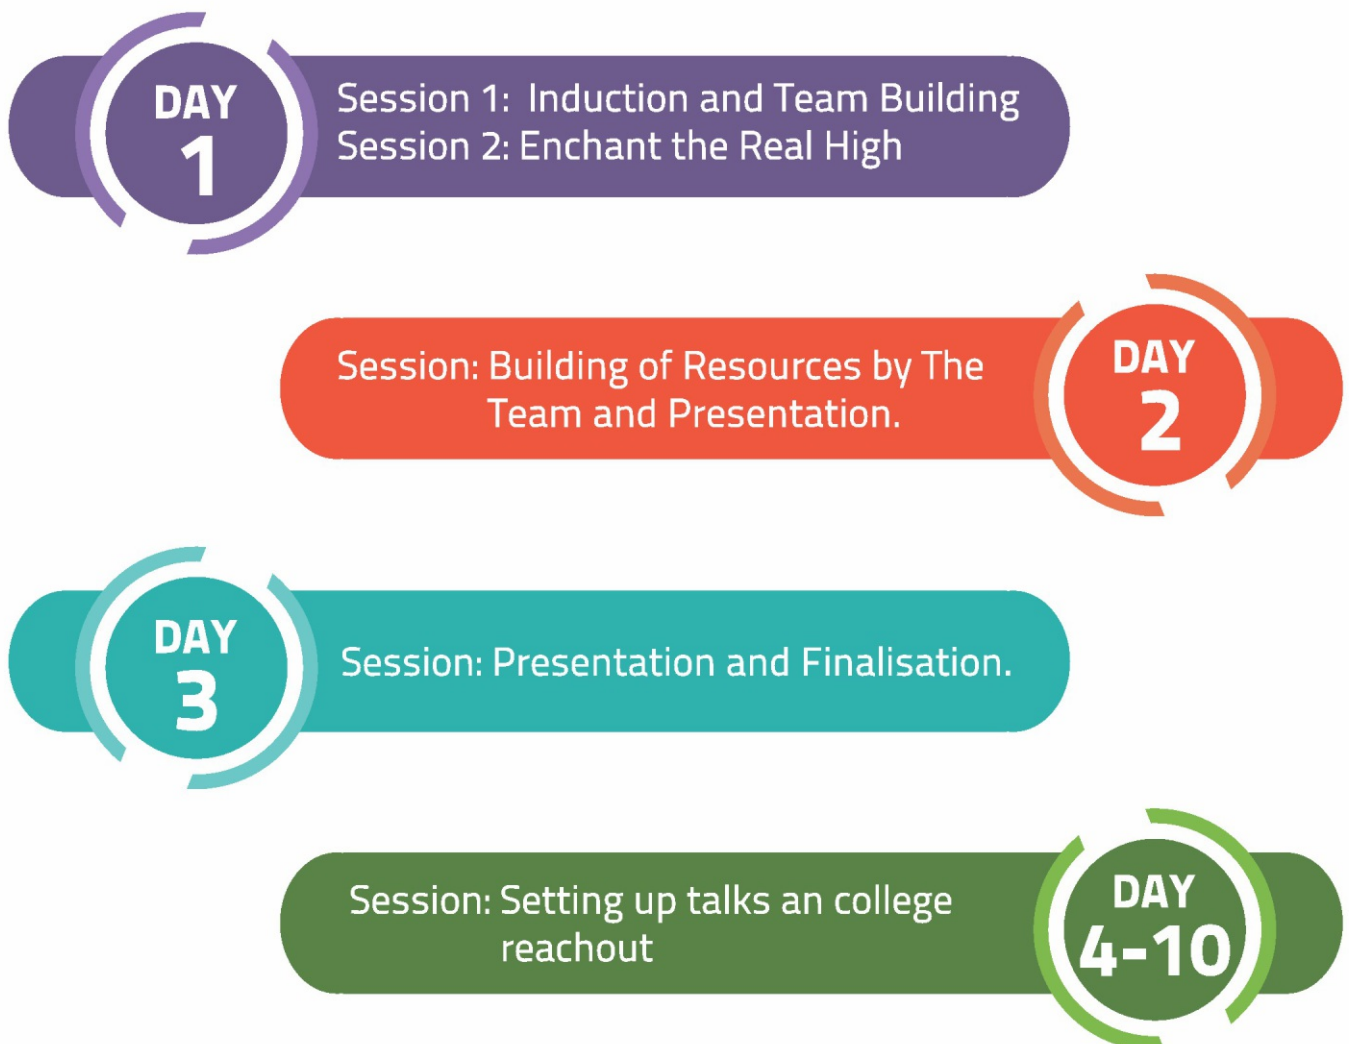 DAY
1
Session 1: Induction and Team Building
Session 2: Enchant the Real High
Session: Building of Resources by The
Team and Presentation.
DAY
2
DAY
3
Session: Presentation and Finalisation.
Session: Setting up talks an college
reachout
DAY
4-10